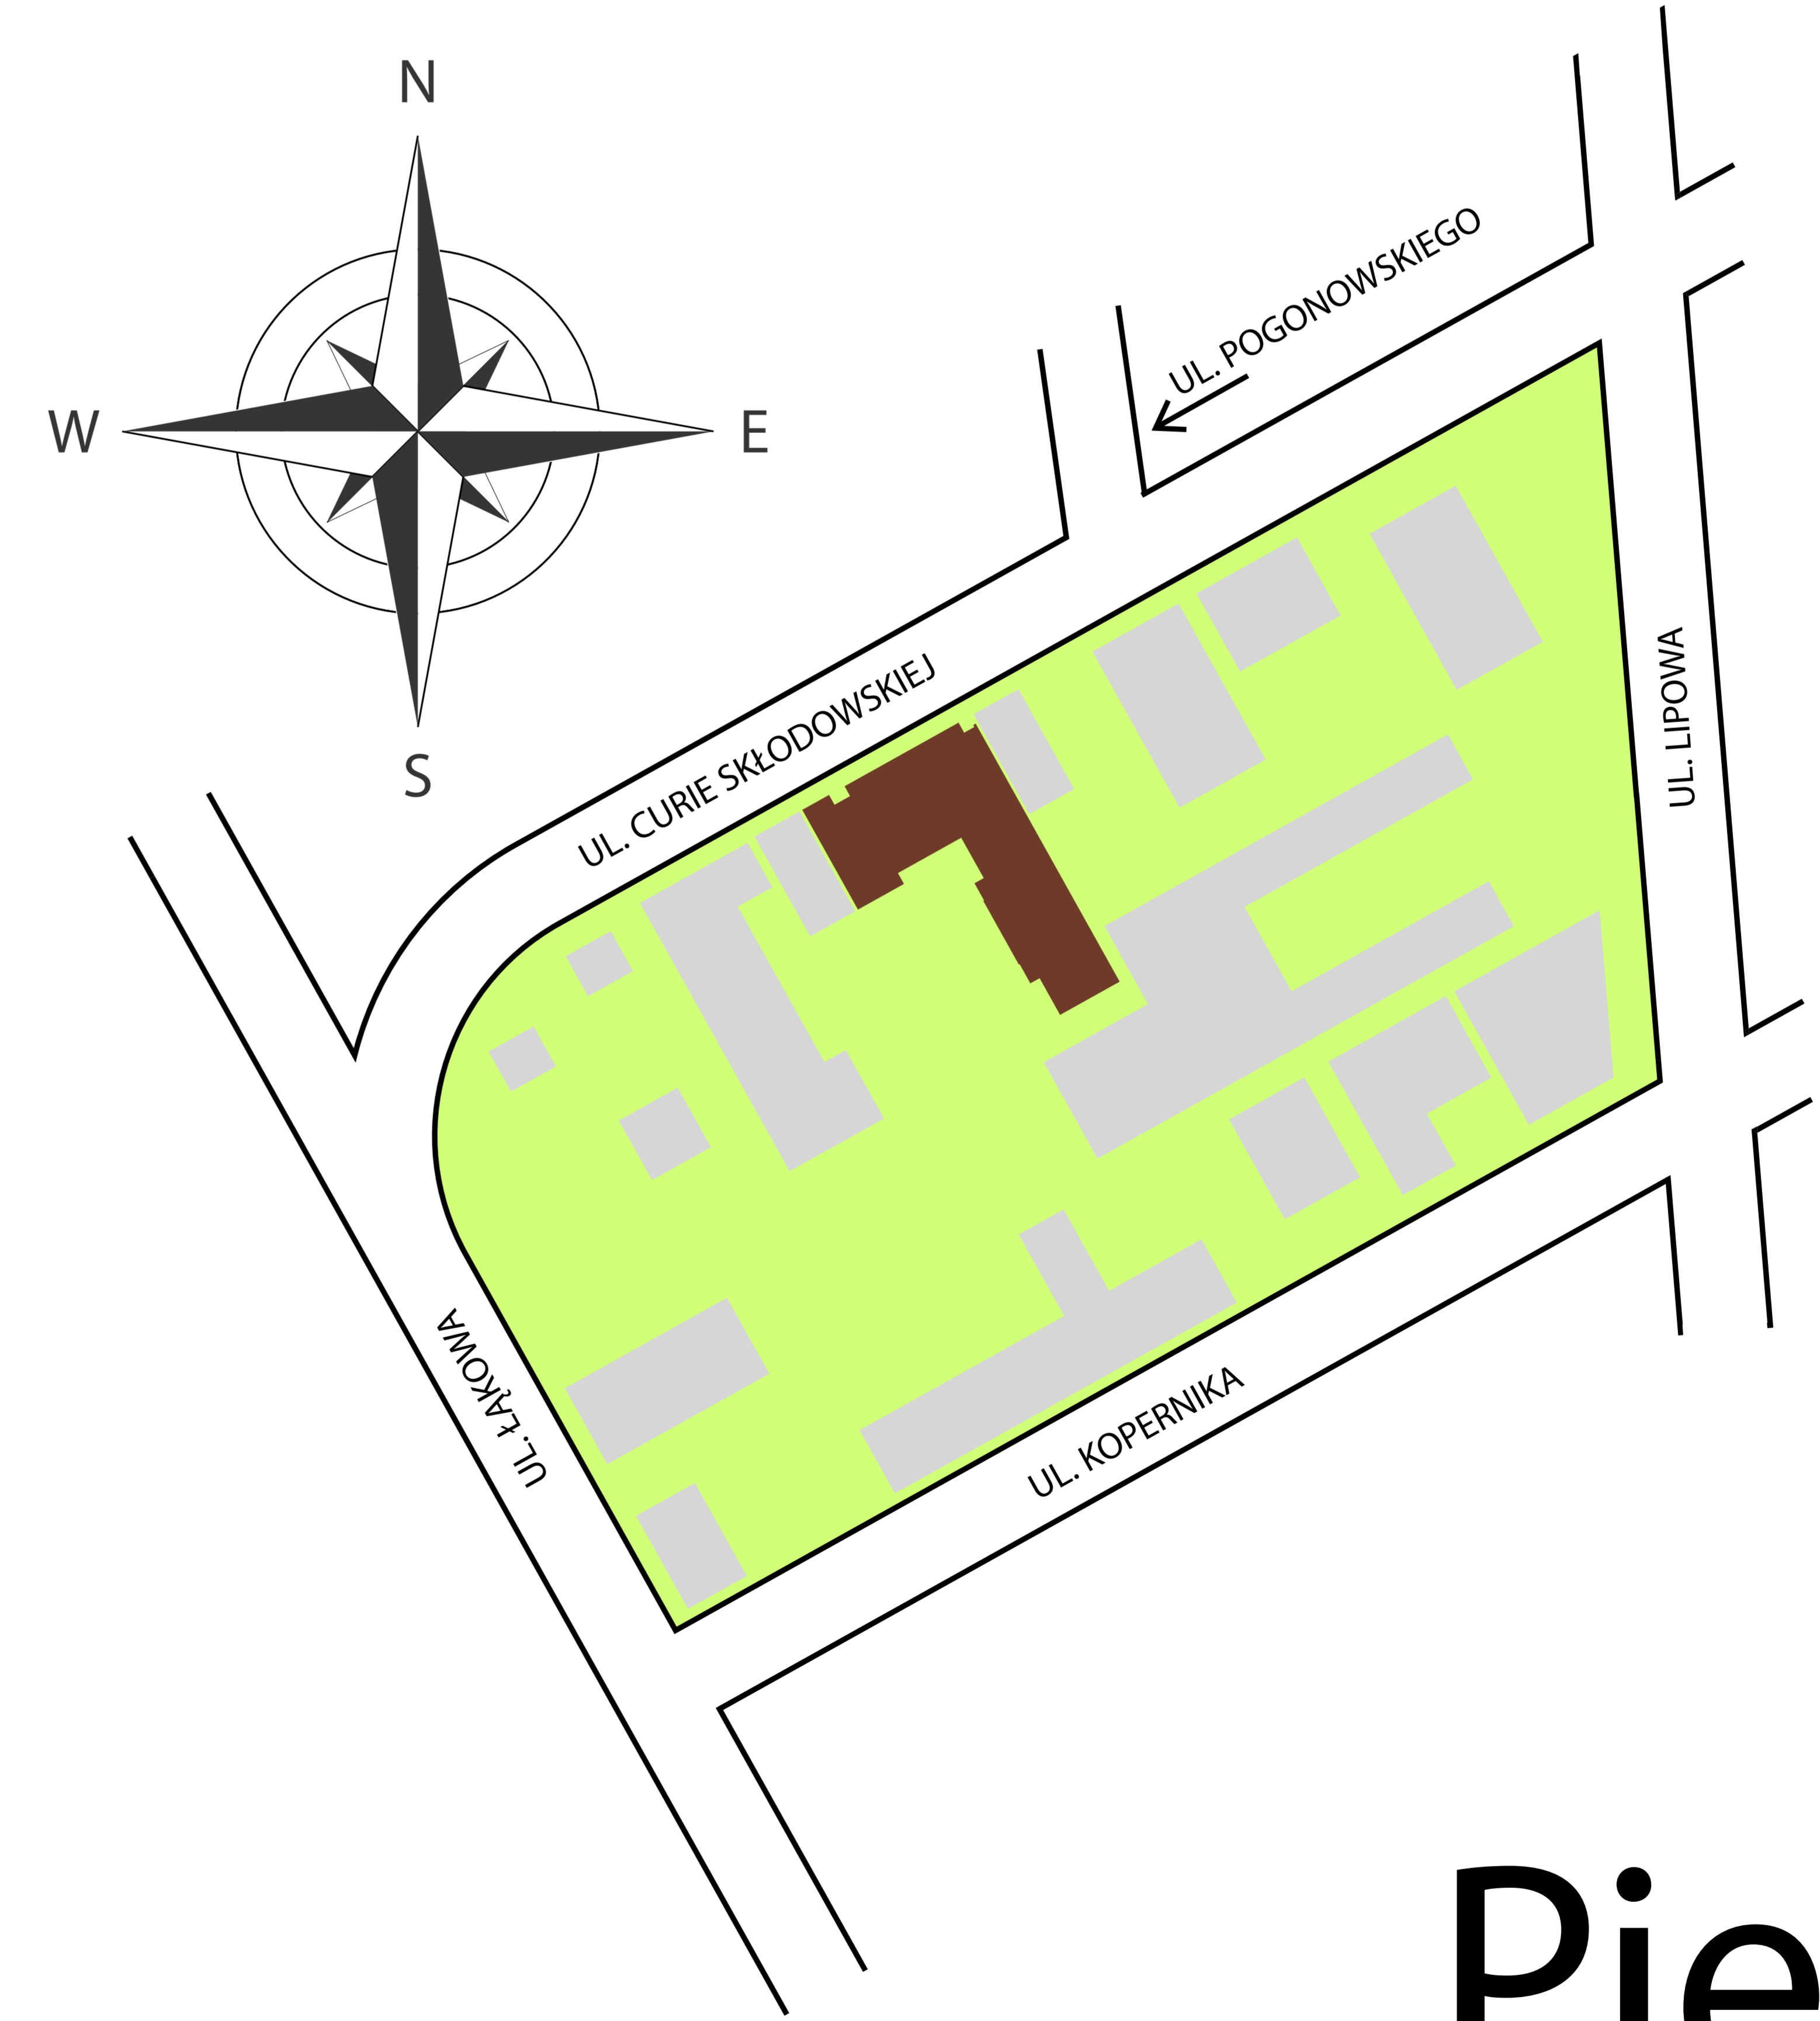 N
W
E
S
UL. POGONOWSKIEGO
UL. CURIE SKŁODOWSKIEJ
UL. LIPOWA
UL. ŁĄKOWA
UL. KOPERNIKA
Pie